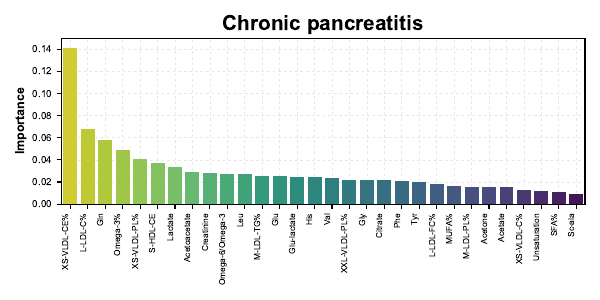 Chronic pancreatitis
Importance
0.14
0.12
0.10
0.08
0.06
0.04
0.02
0.00
XS-VLDL-CE%
L-LDL-C%
Gln
Omega-3%
XS-VLDL-PL%
S-HDL-CE
Lactate
Acetoacetate
Creatinine
Omega-6/Omega-3
Leu
M-LDL-TG%
Glu
Glu-lactate
His
Val
XXL-VLDL-PL%
Gly
Citrate
Phe
Tyr
L-LDL-FC%
MUFA%
M-LDL-PL%
Acetone
Acetate
XS-VLDL-C%
Unsaturation
SFA%